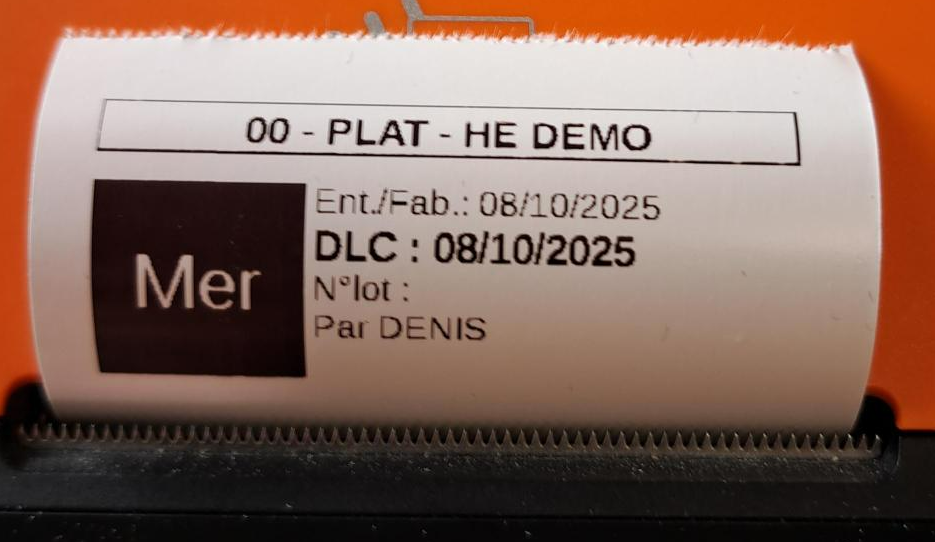 00 - PLAT - HE DEMO
Ent./Fab.: 08/10/2025
DLC : 08/10/2025
Mer
N°lot :
Par DENIS